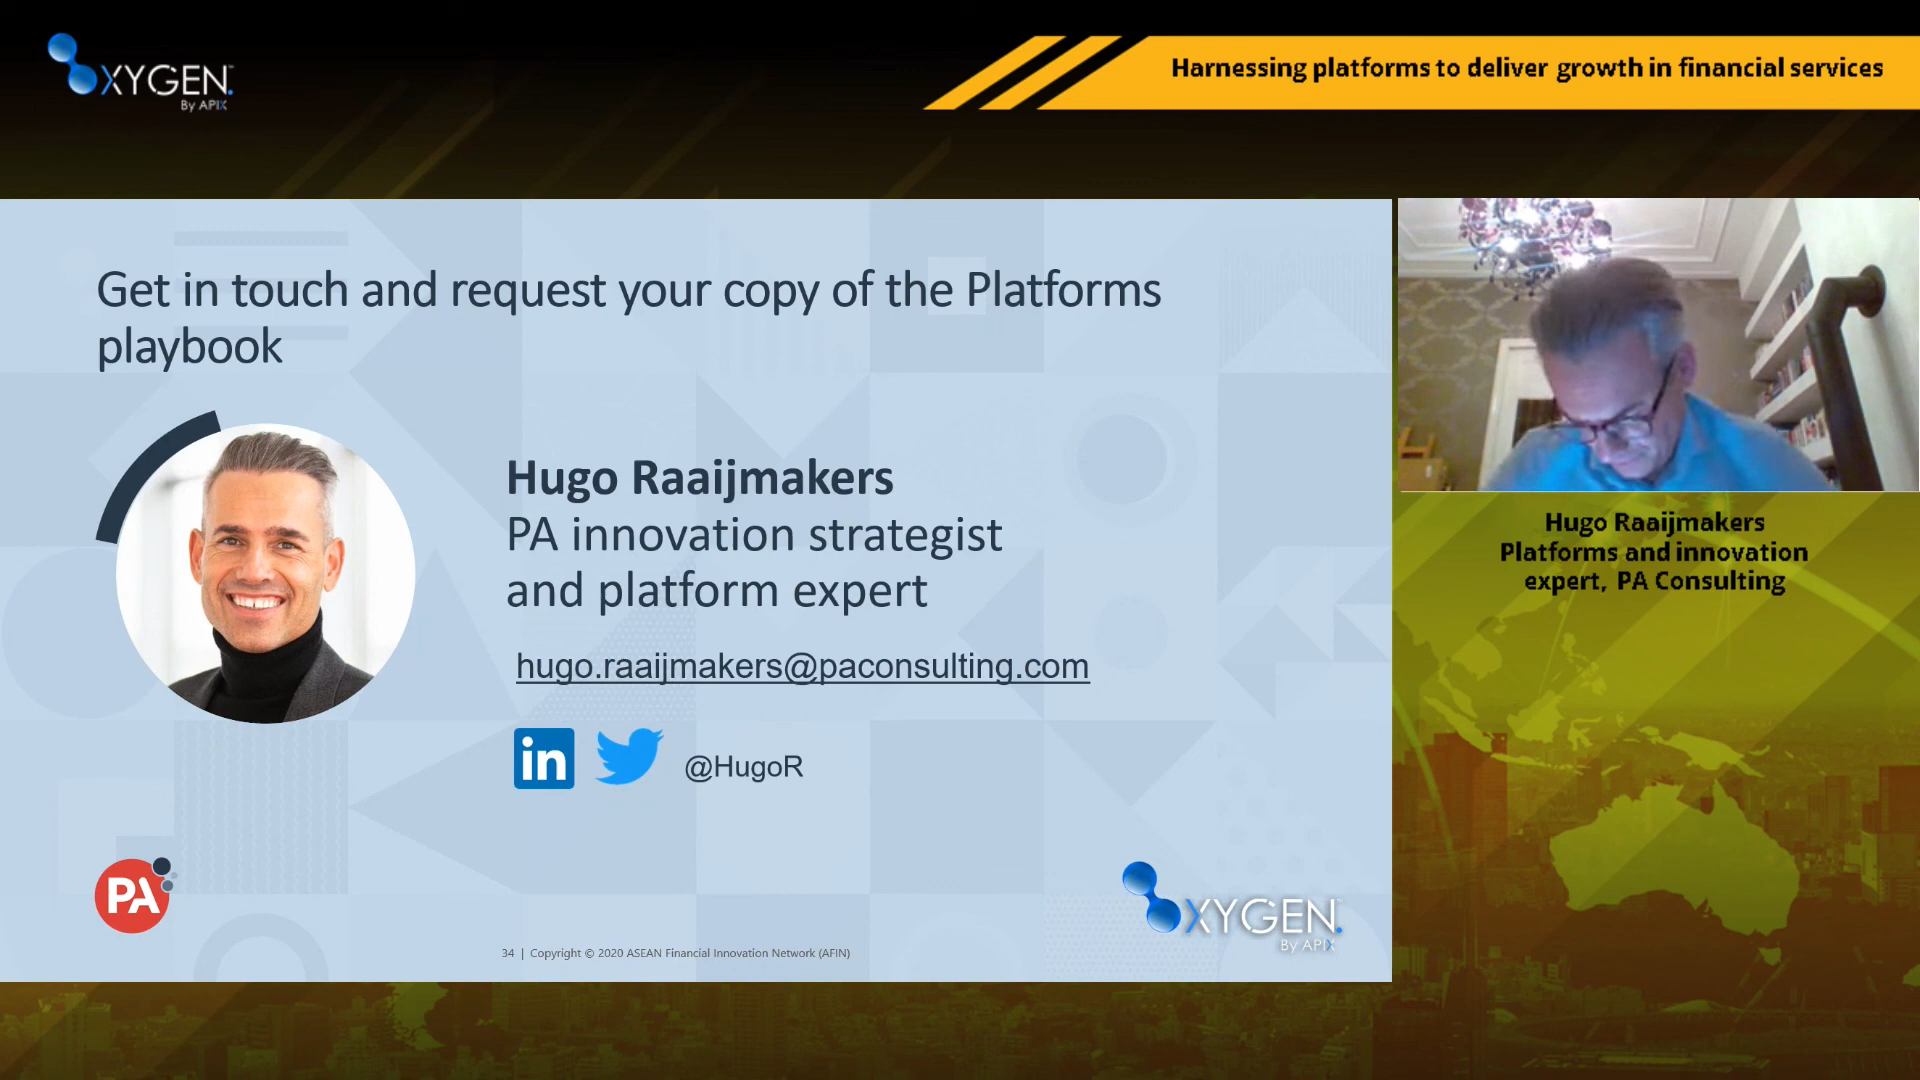 OXYGEN™
By APIX
Harnessing platforms to deliver growth in financial services
Get in touch and request your copy of the Platforms
playbook
Hugo Raaijmakers
PA innovation strategist
and platform expert
hugo.raaijmakers@paconsulting.com
in
@HugoR
PA
OXYGEN™
By APIX
34 | Copyright © 2020 ASEAN Financial Innovation Network (AFIN)
Hugo Raaijmakers
Platforms and innovation
expert, PA Consulting